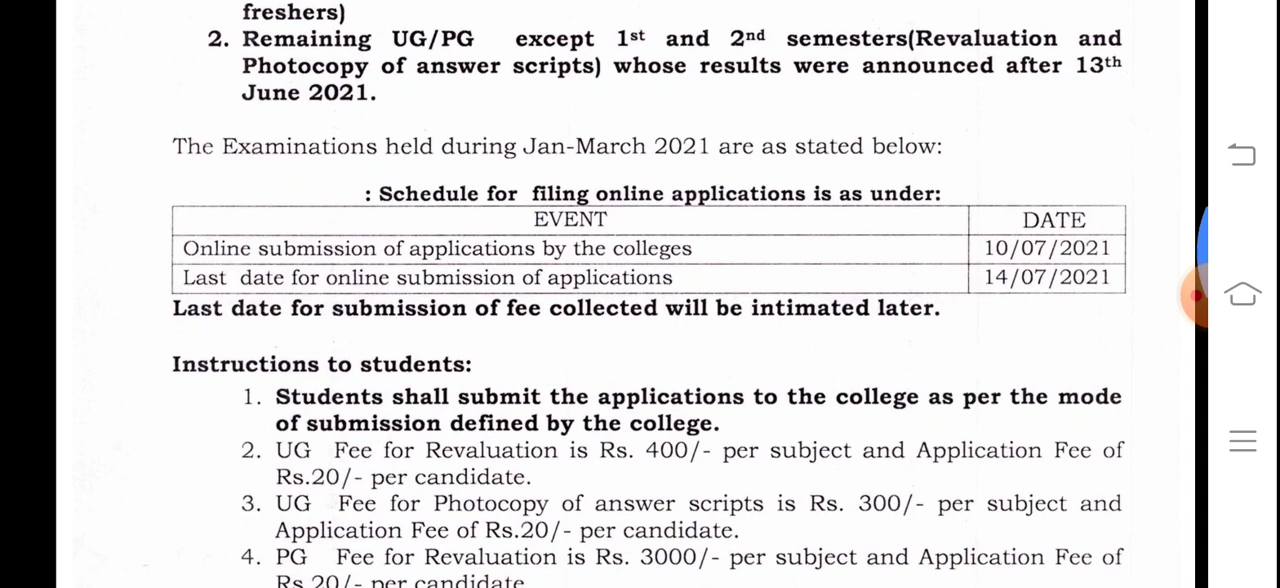 freshers)
2. Remaining UG/PG except 1st and 2nd semesters(Revaluation and
Photocopy of answer scripts) whose results were announced after 13th
June 2021.
The Examinations held during Jan-March 2021 are as stated below:
: Schedule for filing online applications is as under:
EVENT DATE
Online submission of applications by the colleges 10/07/2021
Last date for online submission of applications 14/07/2021
Last date for submission of fee collected will be intimated later.
Instructions to students:
1. Students shall submit the applications to the college as per the mode
of submission defined by the college.
2. UG Fee for Revaluation is Rs. 400/- per subject and Application Fee of
Rs.20/- per candidate.
3. UG Fee for Photocopy of answer scripts is Rs. 300/- per subject and
Application Fee of Rs.20/- per candidate.
4. PG Fee for Revaluation is Rs. 3000/- per subject and Application Fee of
Rs.20/- per candidate